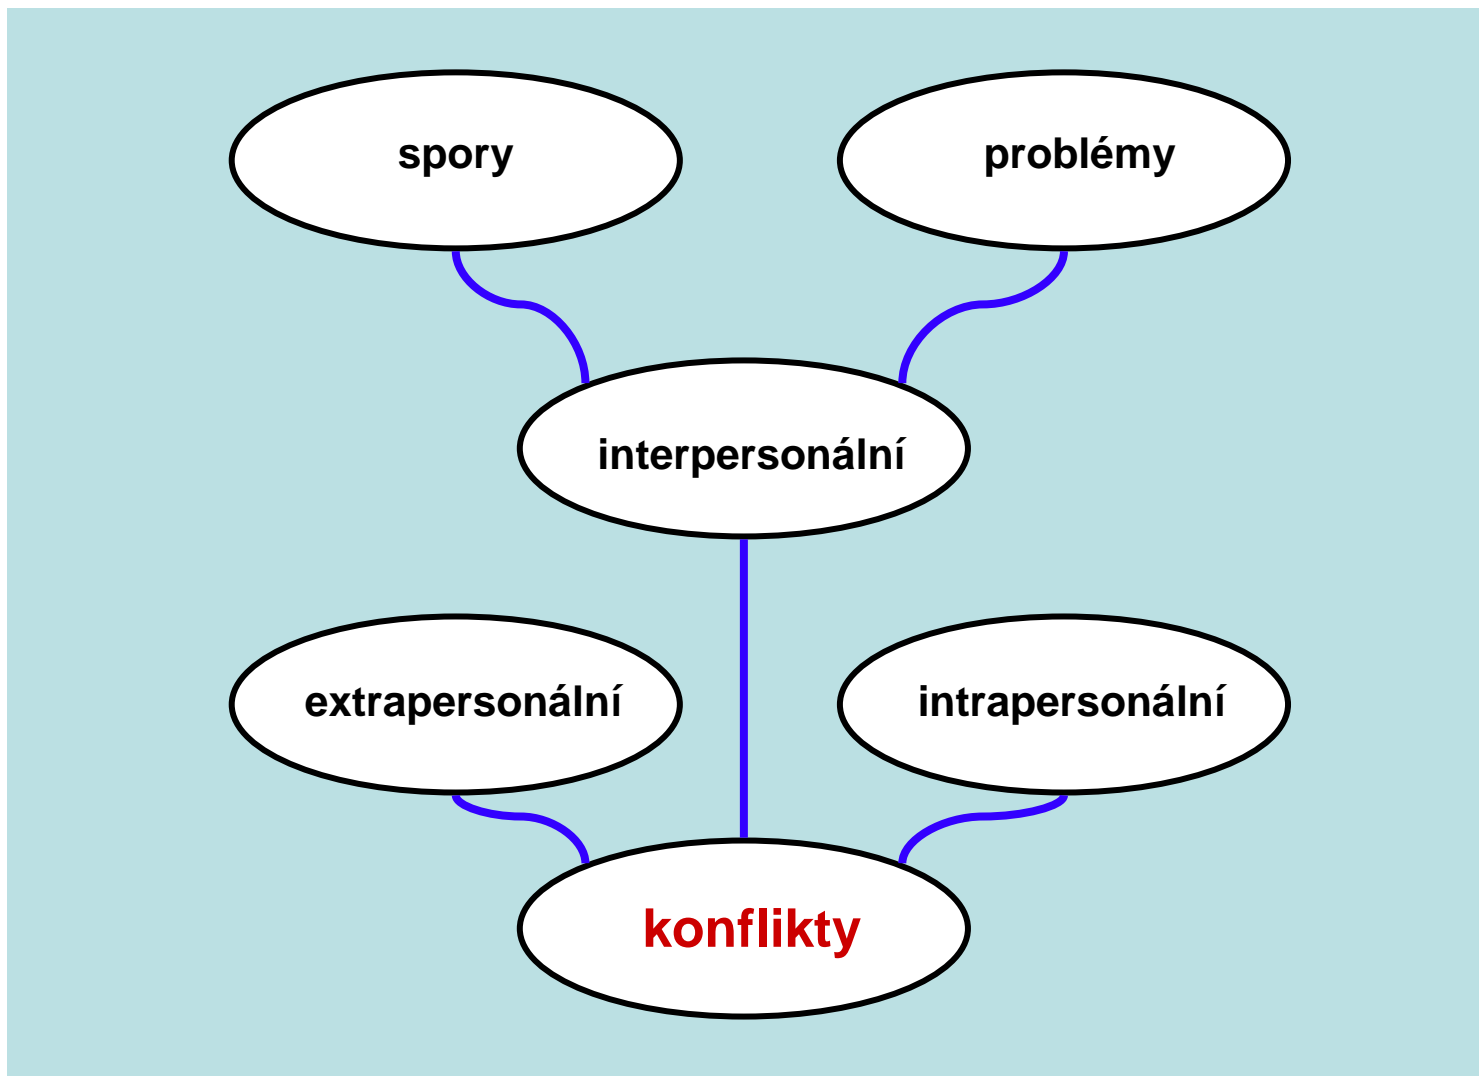 spory
problémy
interpersonální
extrapersonální
intrapersonální
konflikty